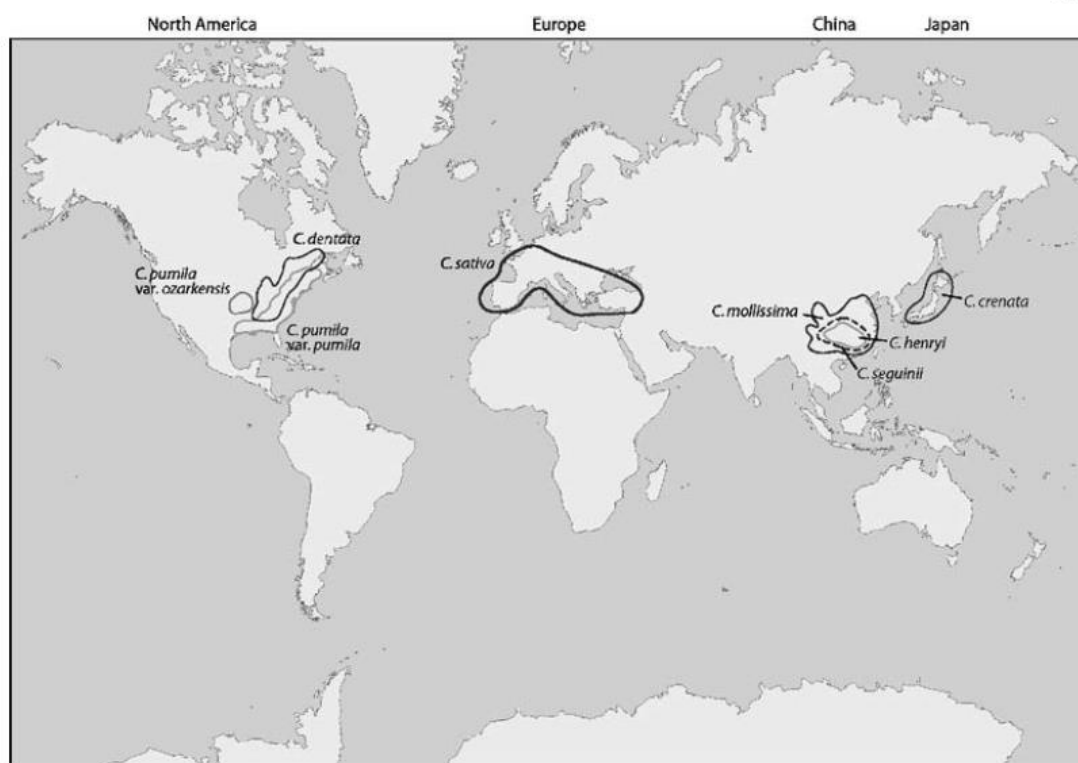 North America Europe China Japan
C. dentata
C. pumila
var. ozarkensis
C. pumila
var. pumila
C. sativa
C. mollissima
C. crenata
C. henryi
C. seguinii